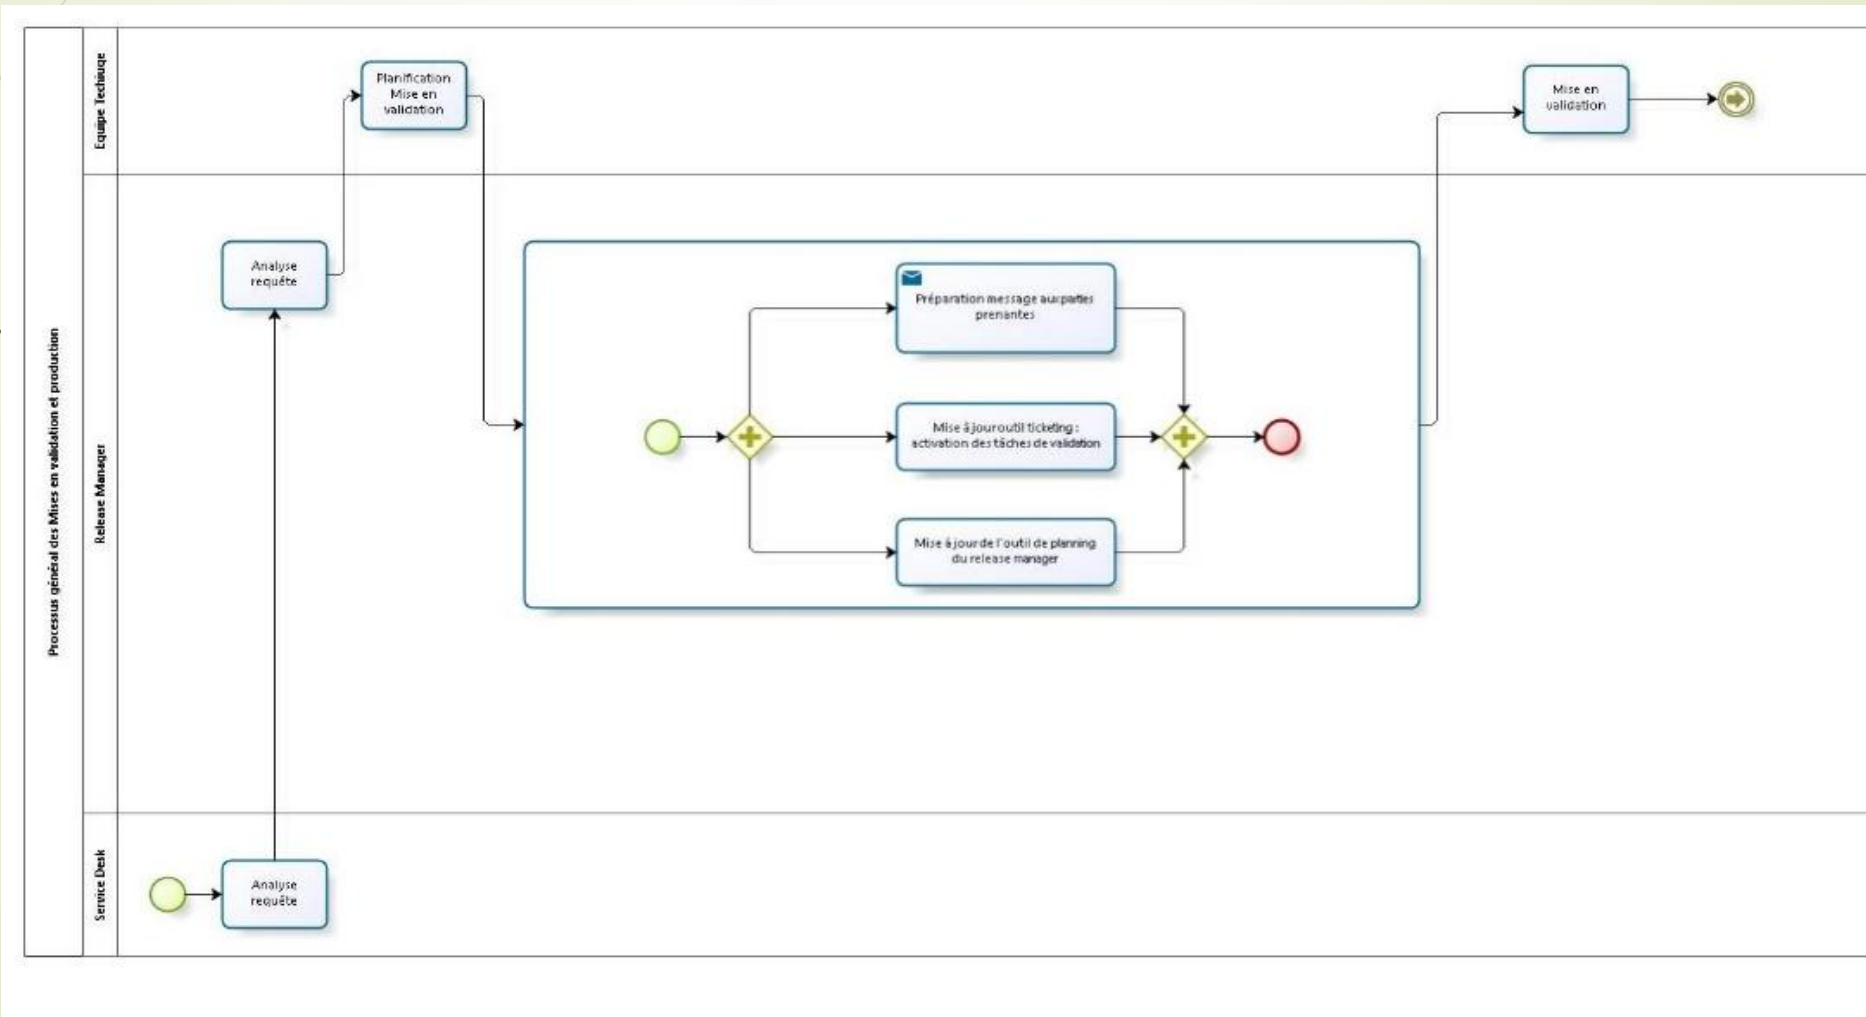 Processus général des Mises en validation et production
Equipe Techiuqe
Planification
Mise en
validation
Mise en
validation
Release Manager
Analyse
requête
Préparation message aux parties
prenantes
Mise à jour outil ticketing :
activation des tâches de validation
Mise à jour de l'outil de planning
du release manager
Service Desk
Analyse
requête